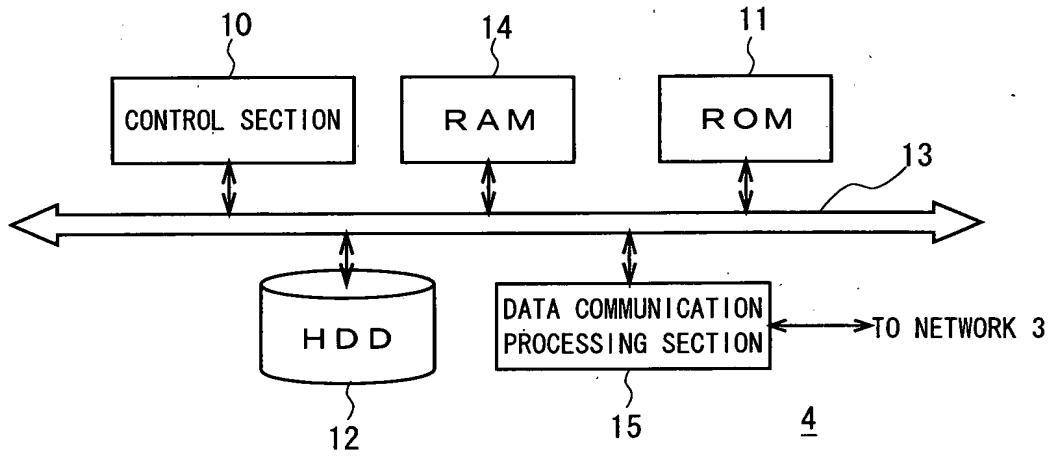 10
14
11
CONTROL SECTION
RAM
ROM
13
HDD
DATA COMMUNICATION
PROCESSING SECTION
TO NETWORK 3
12
15
4